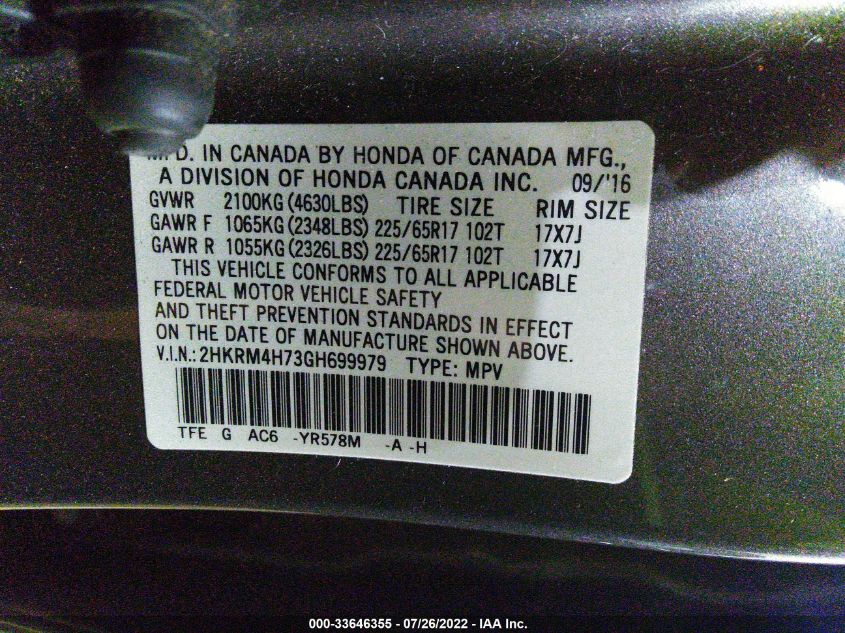 MFD. IN CANADA BY HONDA OF CANADA MFG.,
A DIVISION OF HONDA CANADA INC. 09/'16
GVWR 2100KG (4630LBS) TIRE SIZE RIM SIZE
GAWR F 1065KG (2348LBS) 225/65R17 102T 17X7J
GAWR R 1055KG (2326LBS) 225/65R17 102T 17X7J
THIS VEHICLE CONFORMS TO ALL APPLICABLE
FEDERAL MOTOR VEHICLE SAFETY
AND THEFT PREVENTION STANDARDS IN EFFECT
ON THE DATE OF MANUFACTURE SHOWN ABOVE.
V.I.N.: 2HKRM4H73GH699979 TYPE: MPV
TFE G AC6 -YR578M -A -H
000-33646355 - 07/26/2022 - IAA Inc.